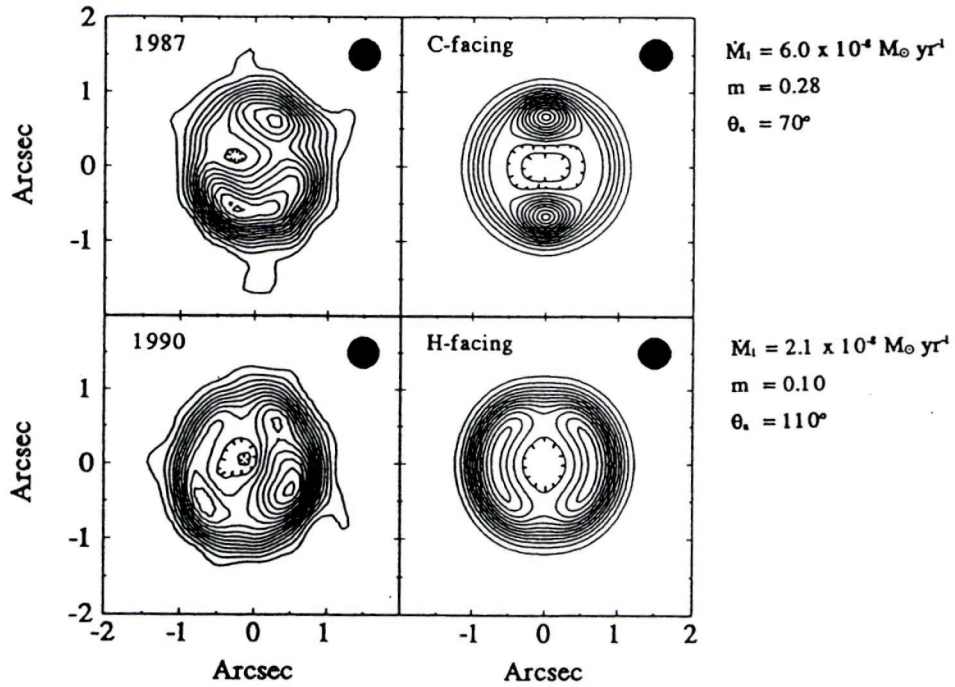 2
1
0
-1
Arcsec
1987
C-facing
Ṁ₁ = 6.0 x 10⁻⁸ M⊙ yr⁻¹
m = 0.28
θₐ = 70°
1
0
-1
-2
Arcsec
1990
H-facing
Ṁ₁ = 2.1 x 10⁻⁸ M⊙ yr⁻¹
m = 0.10
θₐ = 110°
-2 -1 0 1 -1 0 1 2
Arcsec Arcsec